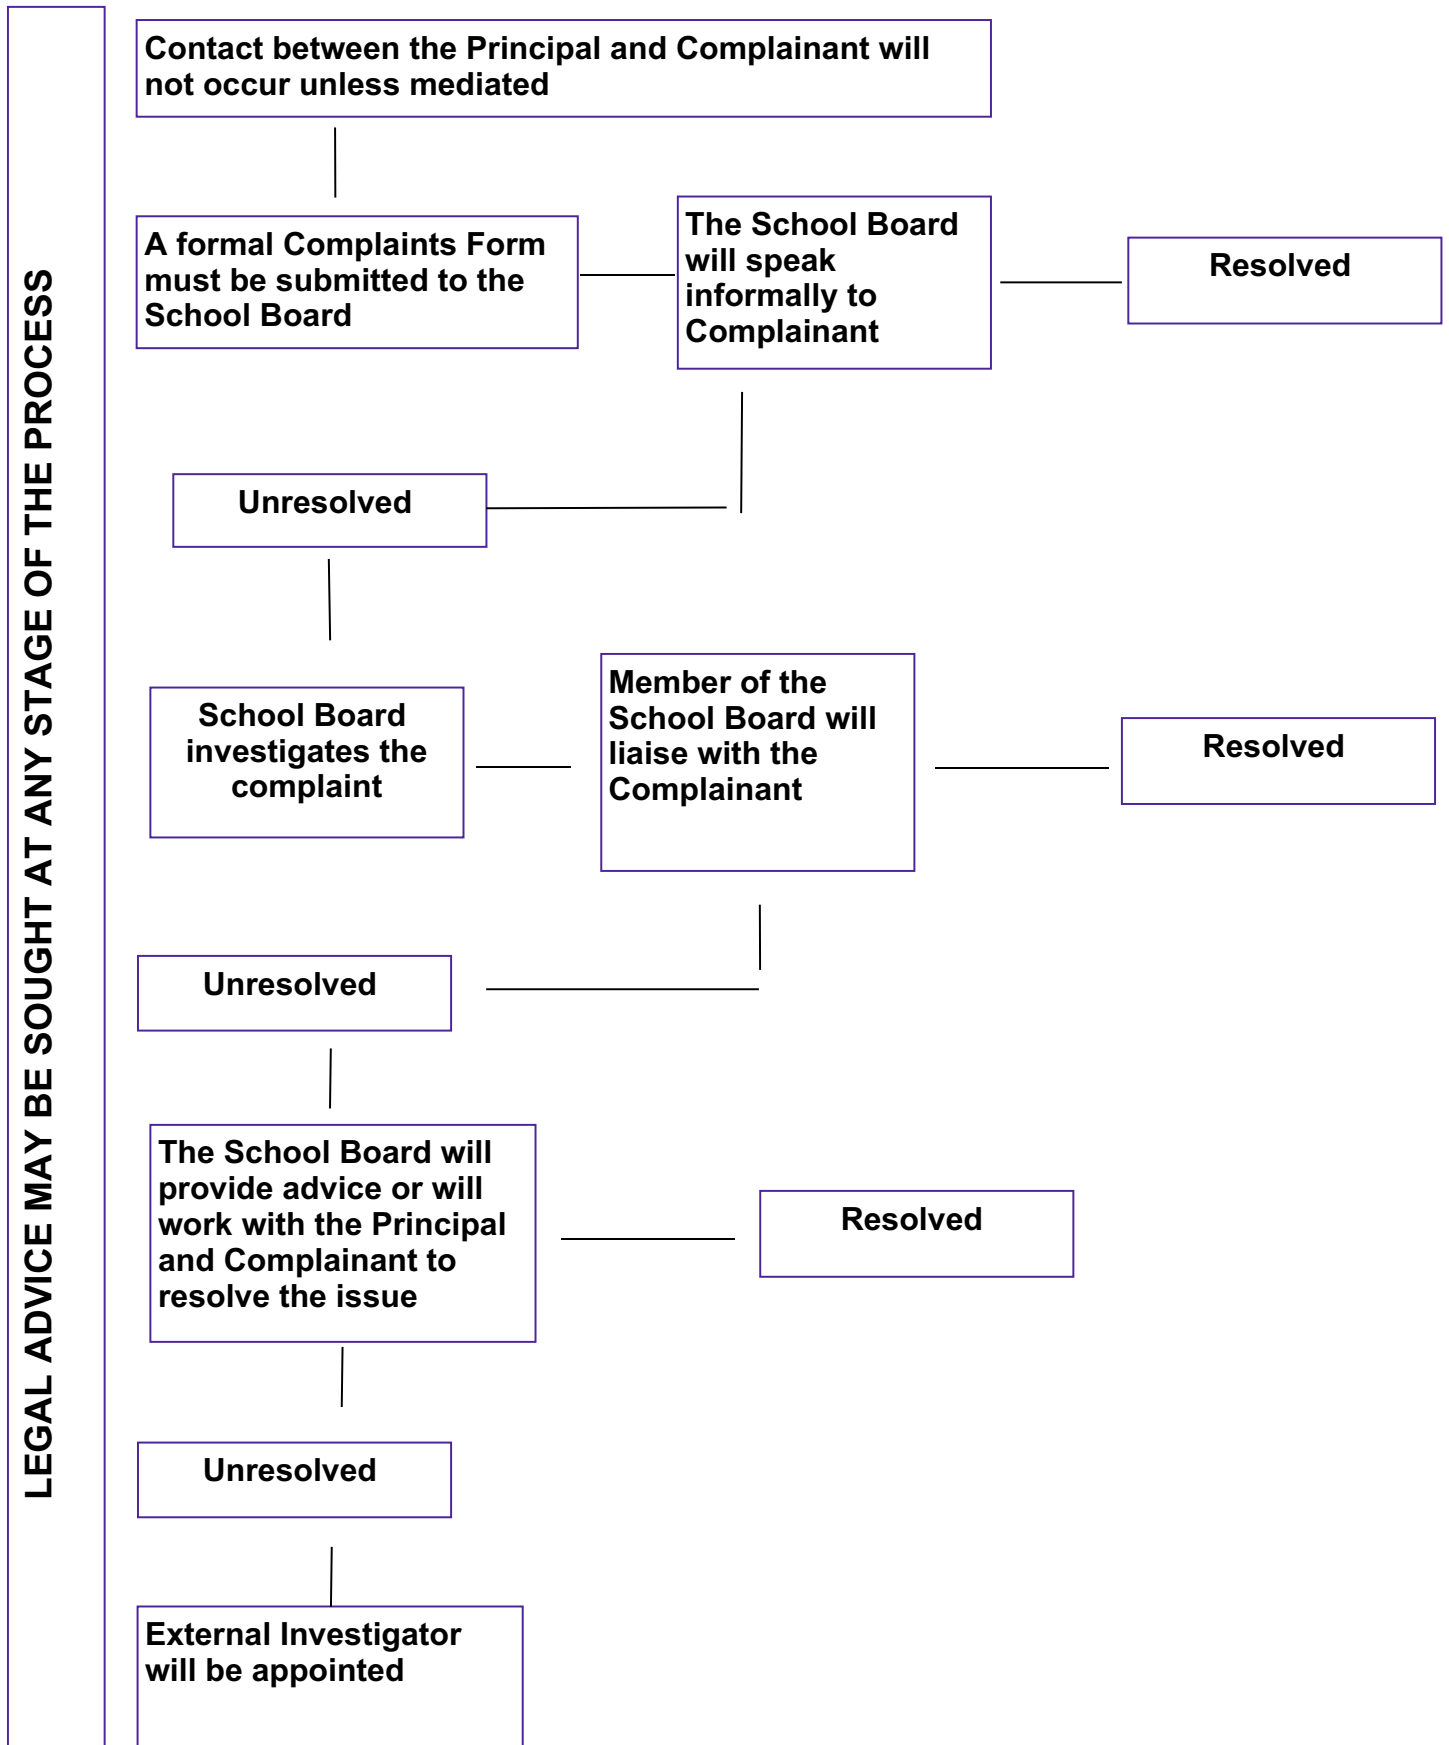 LEGAL ADVICE MAY BE SOUGHT AT ANY STAGE OF THE PROCESS
Contact between the Principal and Complainant will
not occur unless mediated
A formal Complaints Form
must be submitted to the
School Board
The School Board
will speak
informally to
Complainant
Resolved
Unresolved
School Board
investigates the
complaint
Member of the
School Board will
liaise with the
Complainant
Resolved
Unresolved
The School Board will
provide advice or will
work with the Principal
and Complainant to
resolve the issue
Resolved
Unresolved
External Investigator
will be appointed